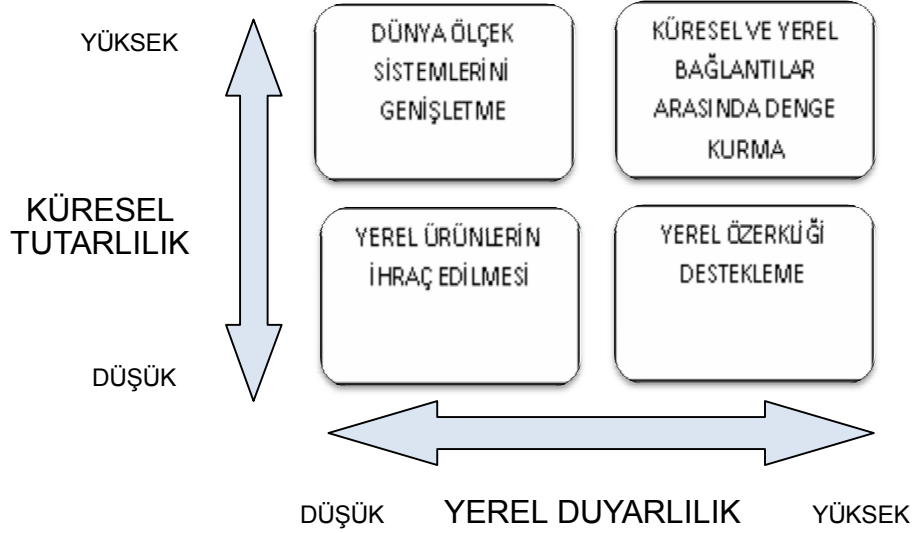 YÜKSEK
DÜNYA ÖLÇEK
SİSTEMLERİNİ
GENİŞLETME
KÜRESEL VE YEREL
BAĞLANTILAR
ARASINDA DENGE
KURMA
KÜRESEL
TUTARLILIK
YEREL ÜRÜNLERİN
İHRAÇ EDİLMESİ
YEREL ÖZERKLİĞİ
DESTEKLEME
DÜŞÜK
DÜŞÜK YEREL DUYARLILIK YÜKSEK